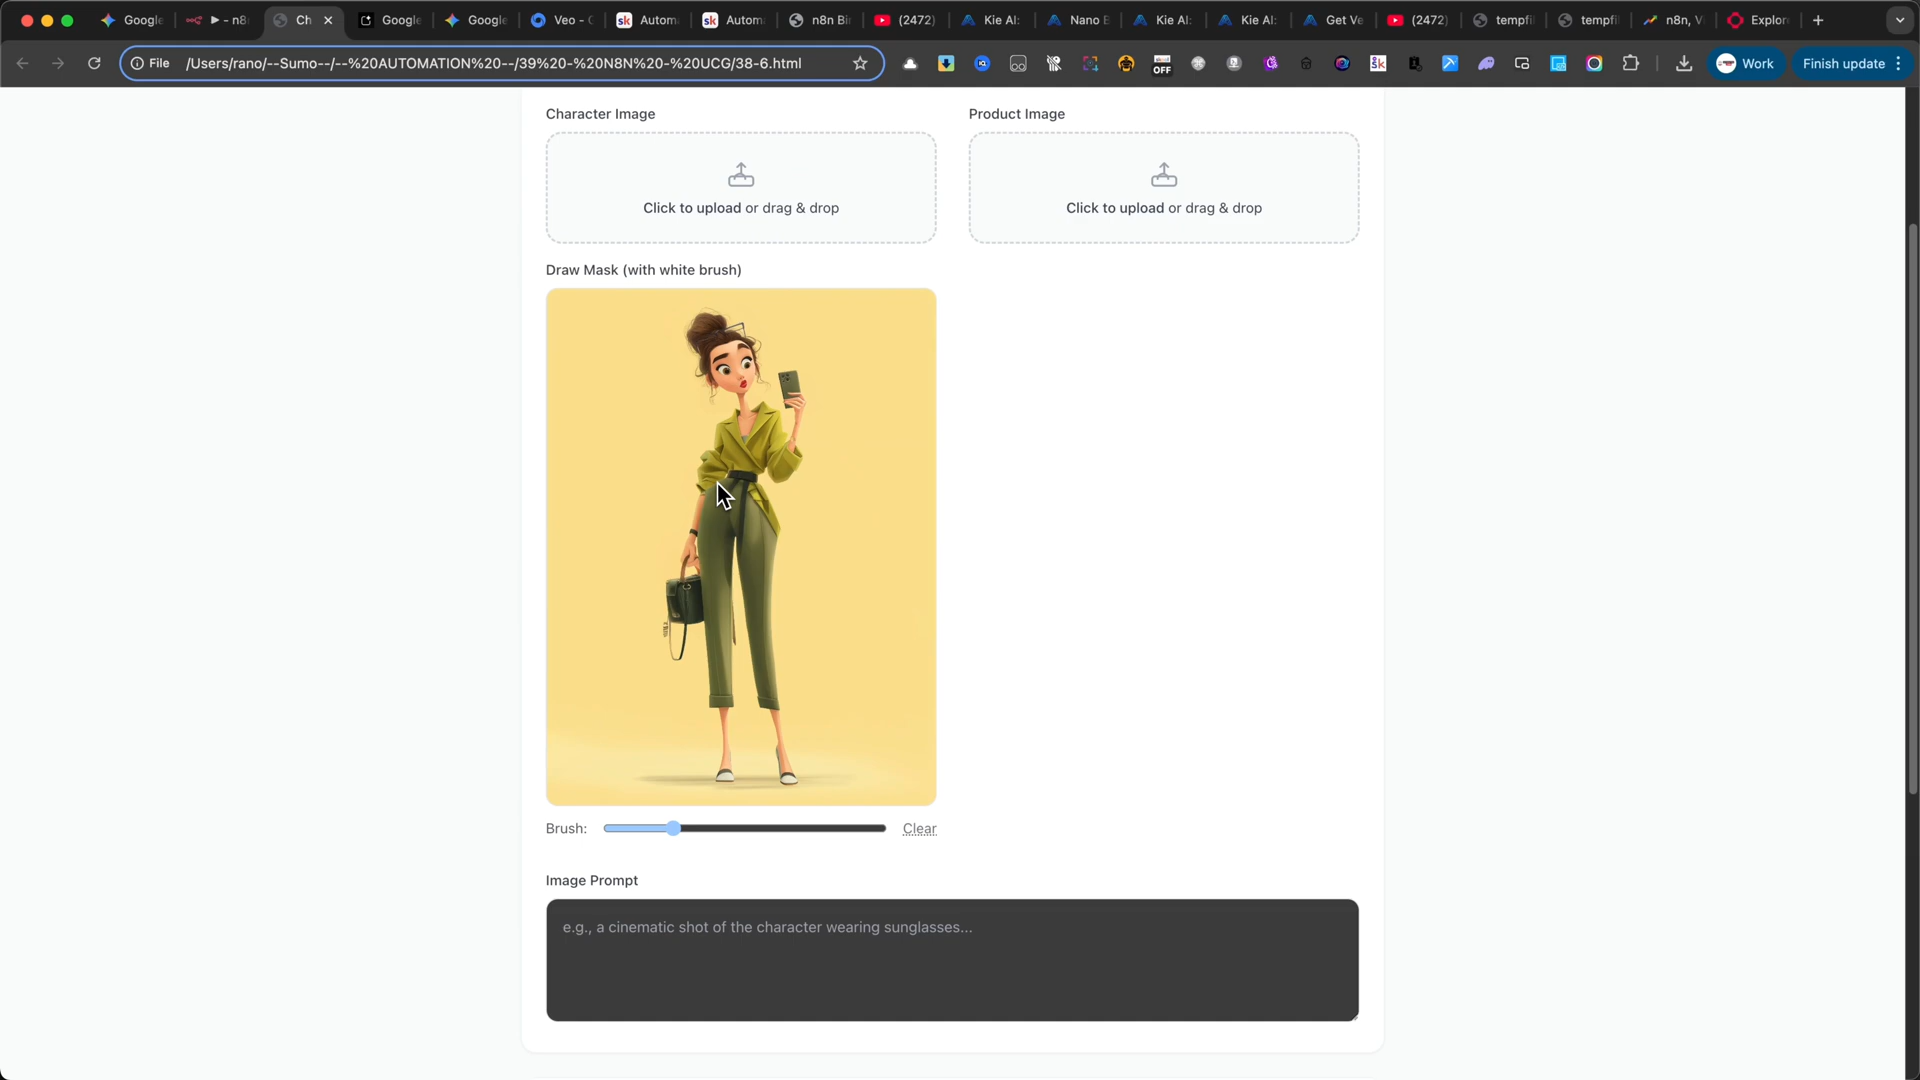 Google
- n8n
Ch
Google
Google
Veo - G
Autom
Autom
n8n Bin
(2472)
Kie AI:
Nano B
Kie AI:
Kie AI:
Get Ve
(2472)
tempfi
tempfi
n8n, V
Explor
File /Users/rano/--Sumo--/--%20AUTOMATION%20--/39%20-%20N8N%20-%20UCG/38-6.html
OFF
Work
Finish update
Character Image
Product Image
Click to upload or drag & drop
Click to upload or drag & drop
Draw Mask (with white brush)
Brush:
Clear
Image Prompt
e.g., a cinematic shot of the character wearing sunglasses...